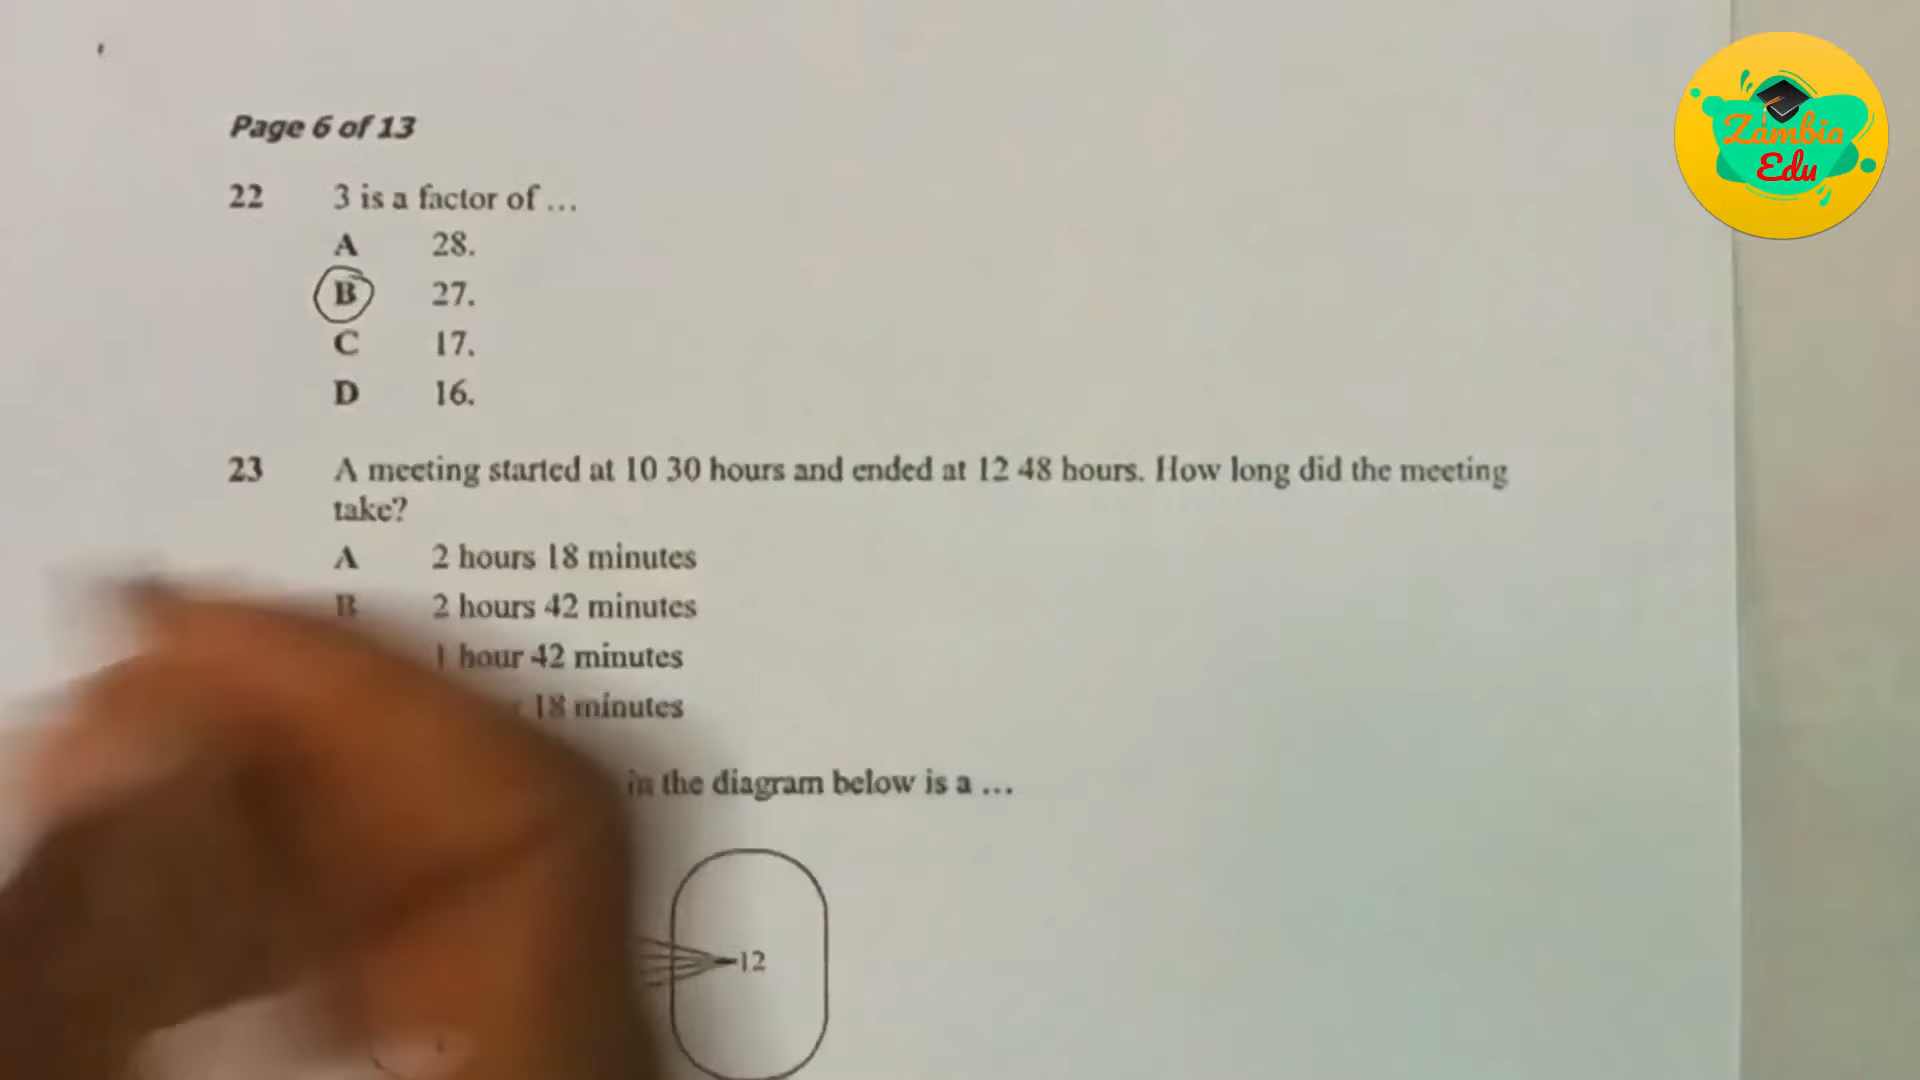 Zambia
Edu
Page 6 of 13
22 3 is a factor of ...
A 28.
B 27.
C 17.
D 16.
23 A meeting started at 10 30 hours and ended at 12 48 hours. How long did the meeting
take?
A 2 hours 18 minutes
B 2 hours 42 minutes
1 hour 42 minutes
18 minutes
in the diagram below is a ...
12